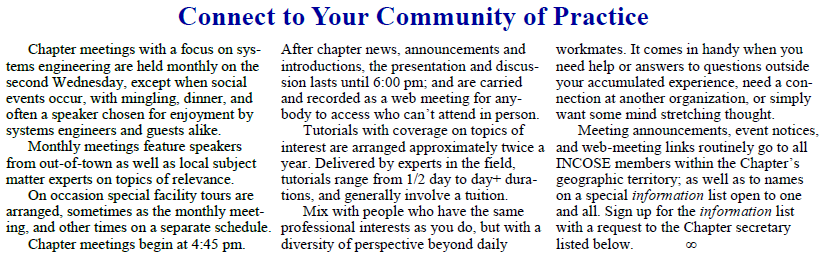 Connect to Your Community of Practice
Chapter meetings with a focus on sys-
tems engineering are held monthly on the
second Wednesday, except when social
events occur, with mingling, dinner, and
often a speaker chosen for enjoyment by
systems engineers and guests alike.
Monthly meetings feature speakers
from out-of-town as well as local subject
matter experts on topics of relevance.
On occasion special facility tours are
arranged, sometimes as the monthly meet-
ing, and other times on a separate schedule.
Chapter meetings begin at 4:45 pm.
After chapter news, announcements and
introductions, the presentation and discus-
sion lasts until 6:00 pm; and are carried
and recorded as a web meeting for any-
body to access who can't attend in person.
Tutorials with coverage on topics of
interest are arranged approximately twice a
year. Delivered by experts in the field,
tutorials range from 1/2 day to day+ dura-
tions, and generally involve a tuition.
Mix with people who have the same
professional interests as you do, but with a
diversity of perspective beyond daily
workmates. It comes in handy when you
need help or answers to questions outside
your accumulated experience, need a con-
nection at another organization, or simply
want some mind stretching thought.
Meeting announcements, event notices,
and web-meeting links routinely go to all
INCOSE members within the Chapter's
geographic territory; as well as to names
on a special information list open to one
and all. Sign up for the information list
with a request to the Chapter secretary
listed below. ∞